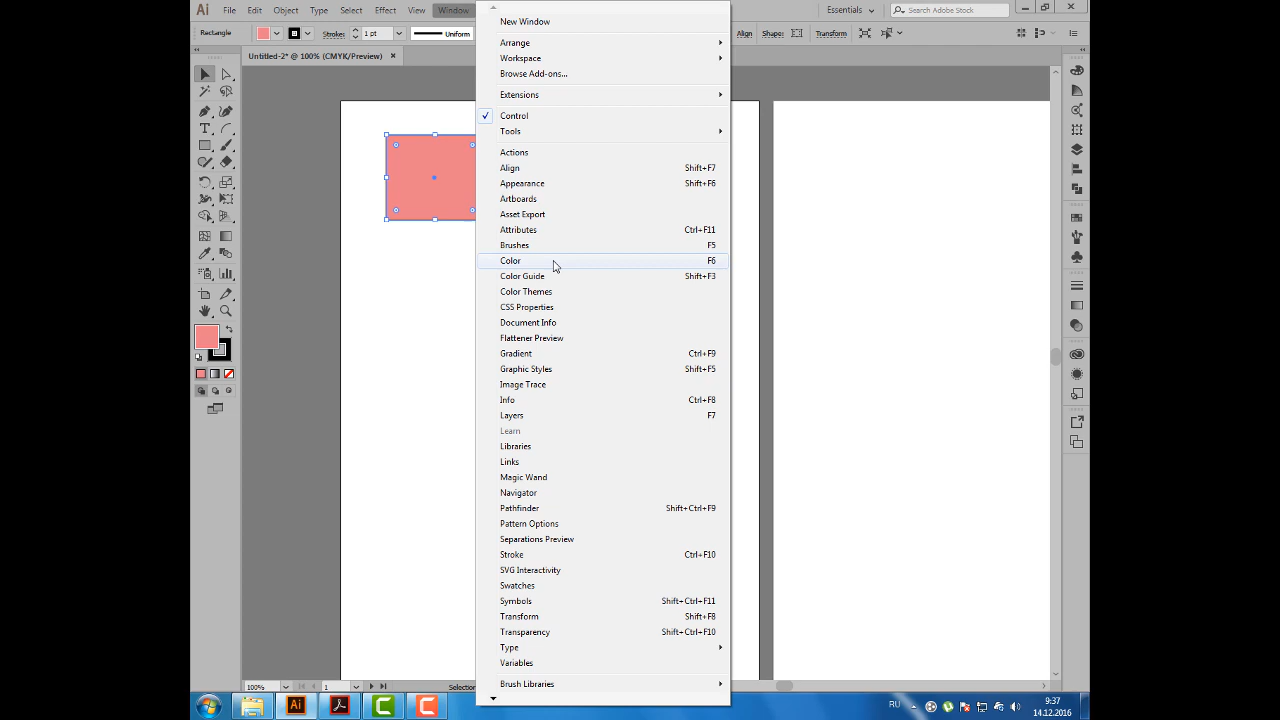 Ai File Edit Object Type Select Effect View Window Essentials Search Adobe Stock
Rectangle Strokes 1 pt Uniform Align Shape: Transform
Untitled-2* @ 100% (CMYK/Preview)
New Window
Arrange
Workspace
Browse Add-ons...
Extensions
Control
Tools
Actions
Align Shift+F7
Appearance Shift+F6
Artboards
Asset Export
Attributes Ctrl+F11
Brushes F5
Color F6
Color Guide Shift+F3
Color Themes
CSS Properties
Document Info
Flattener Preview
Gradient Ctrl+F9
Graphic Styles Shift+F5
Image Trace
Info Ctrl+F8
Layers F7
Learn
Libraries
Links
Magic Wand
Navigator
Pathfinder Shift+Ctrl+F9
Pattern Options
Separations Preview
Stroke Ctrl+F10
SVG Interactivity
Swatches
Symbols Shift+Ctrl+F11
Transform Shift+F8
Transparency Shift+Ctrl+F10
Type
Variables
Brush Libraries
100% 1 Selection
Ai RU 9:37
14.12.2016